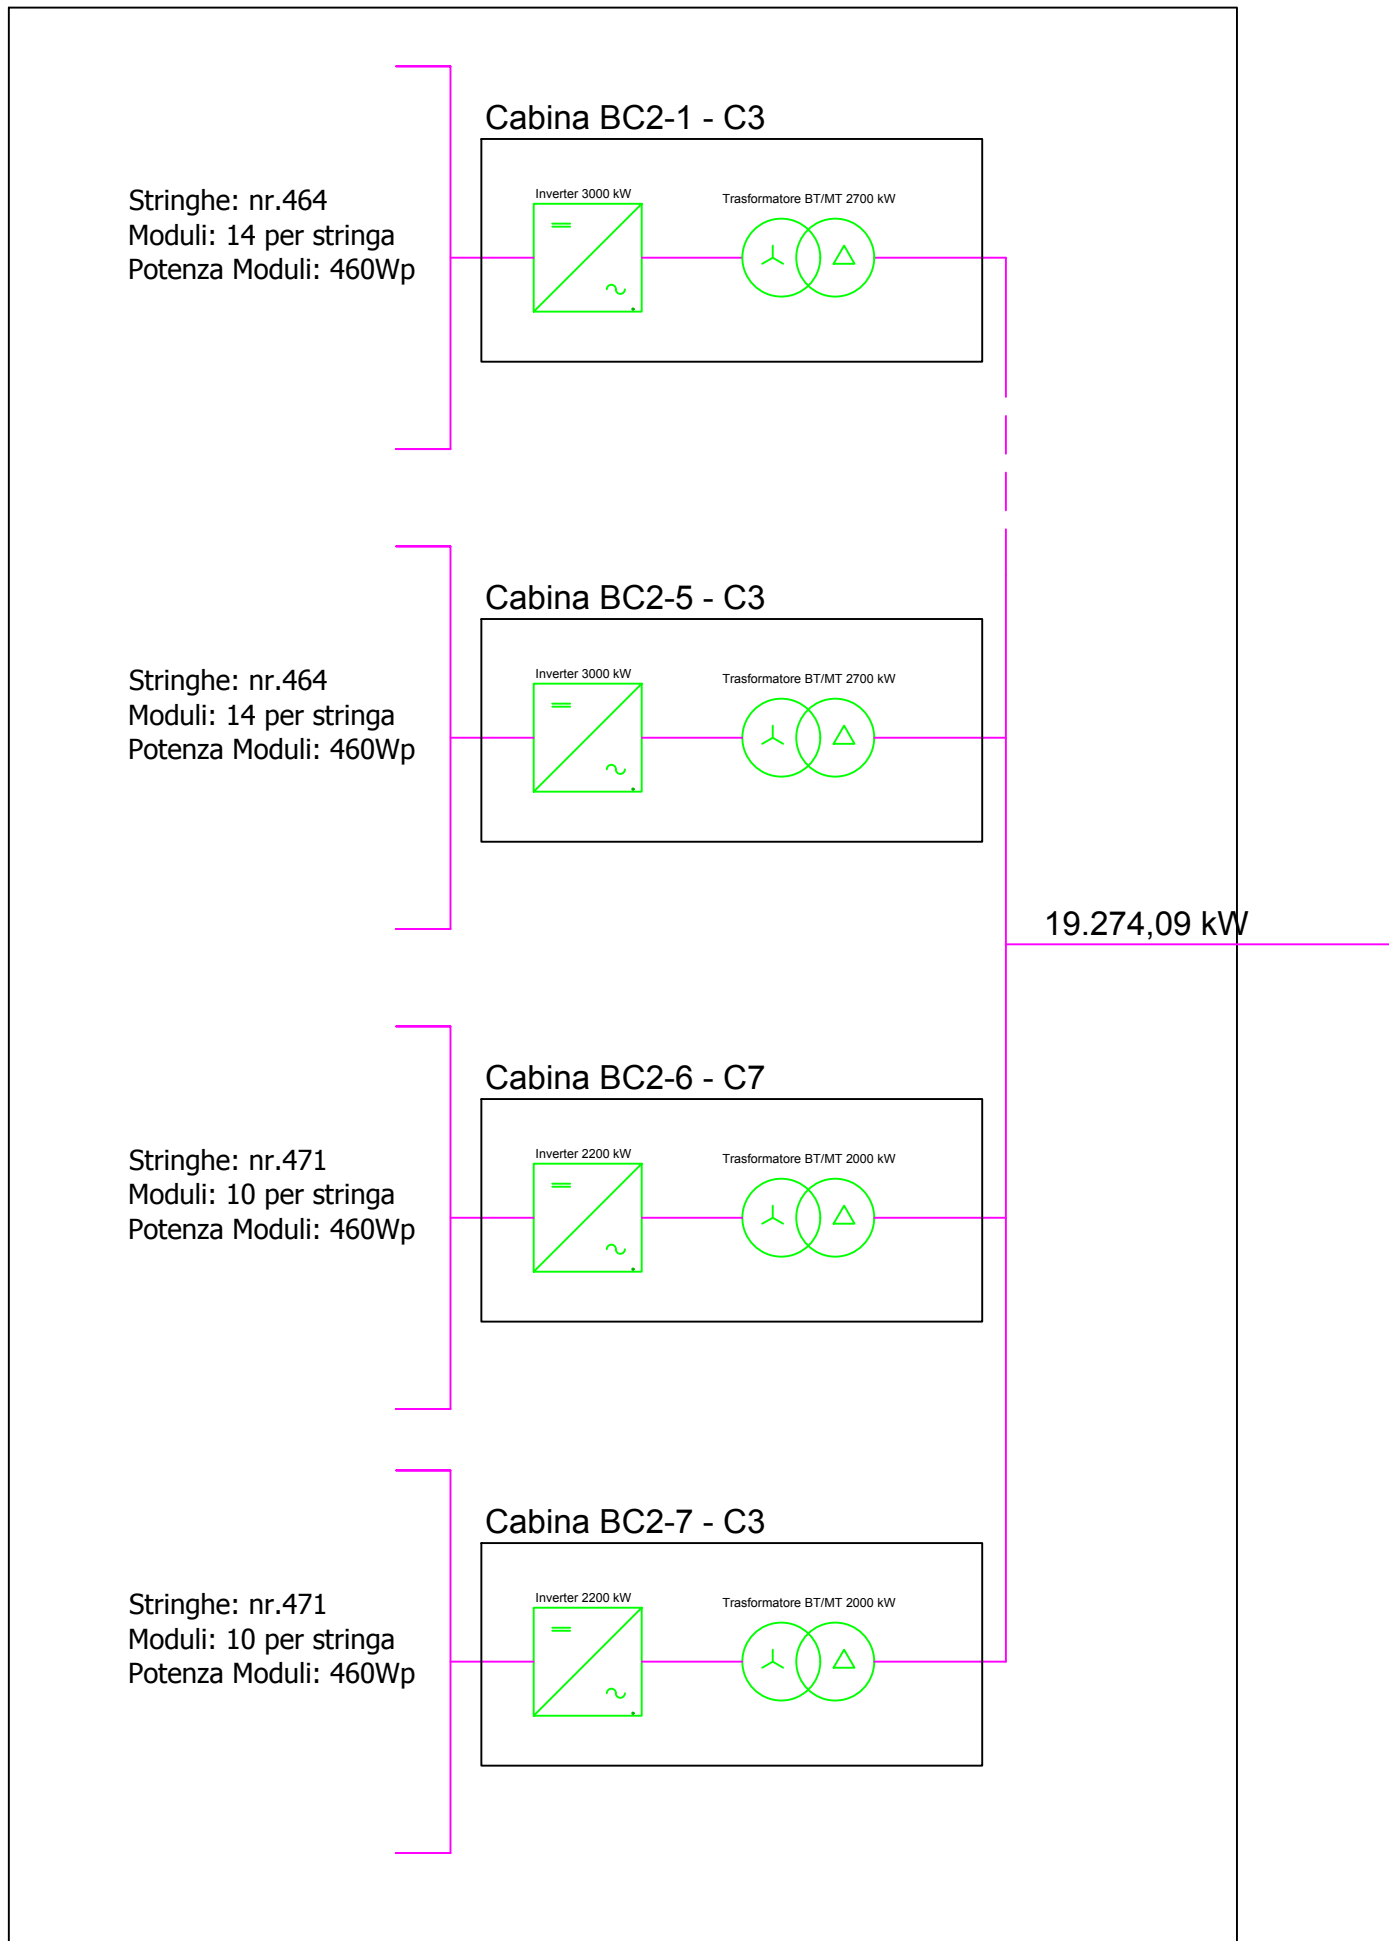 Cabina BC2-1 - C3
Inverter 3000 kW
Trasformatore BT/MT 2700 kW
Stringhe: nr.464
Moduli: 14 per stringa
Potenza Moduli: 460Wp
Cabina BC2-5 - C3
Inverter 3000 kW
Trasformatore BT/MT 2700 kW
Stringhe: nr.464
Moduli: 14 per stringa
Potenza Moduli: 460Wp
19.274,09 kW
Cabina BC2-6 - C7
Inverter 2200 kW
Trasformatore BT/MT 2000 kW
Stringhe: nr.471
Moduli: 10 per stringa
Potenza Moduli: 460Wp
Cabina BC2-7 - C3
Inverter 2200 kW
Trasformatore BT/MT 2000 kW
Stringhe: nr.471
Moduli: 10 per stringa
Potenza Moduli: 460Wp